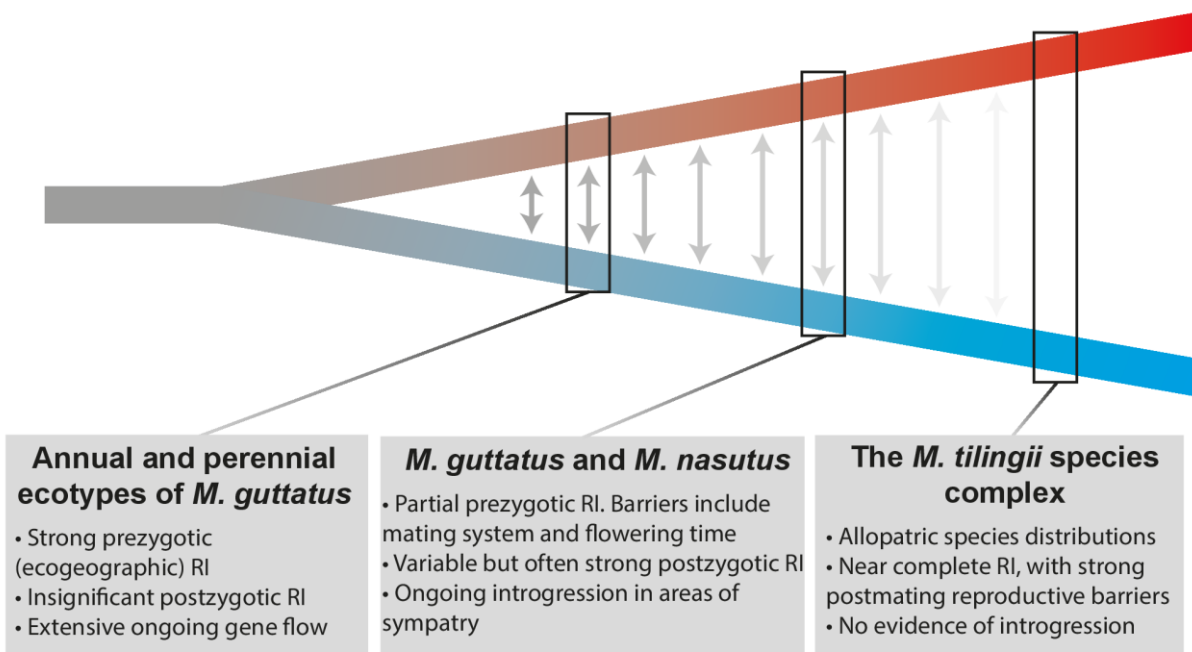 Annual and perennial
ecotypes of M. guttatus
• Strong prezygotic
(ecogeographic) RI
• Insignificant postzygotic RI
• Extensive ongoing gene flow
M. guttatus and M. nasutus
• Partial prezygotic RI. Barriers include
mating system and flowering time
• Variable but often strong postzygotic RI
• Ongoing introgression in areas of
sympatry
The M. tilingii species
complex
• Allopatric species distributions
• Near complete RI, with strong
postmating reproductive barriers
• No evidence of introgression